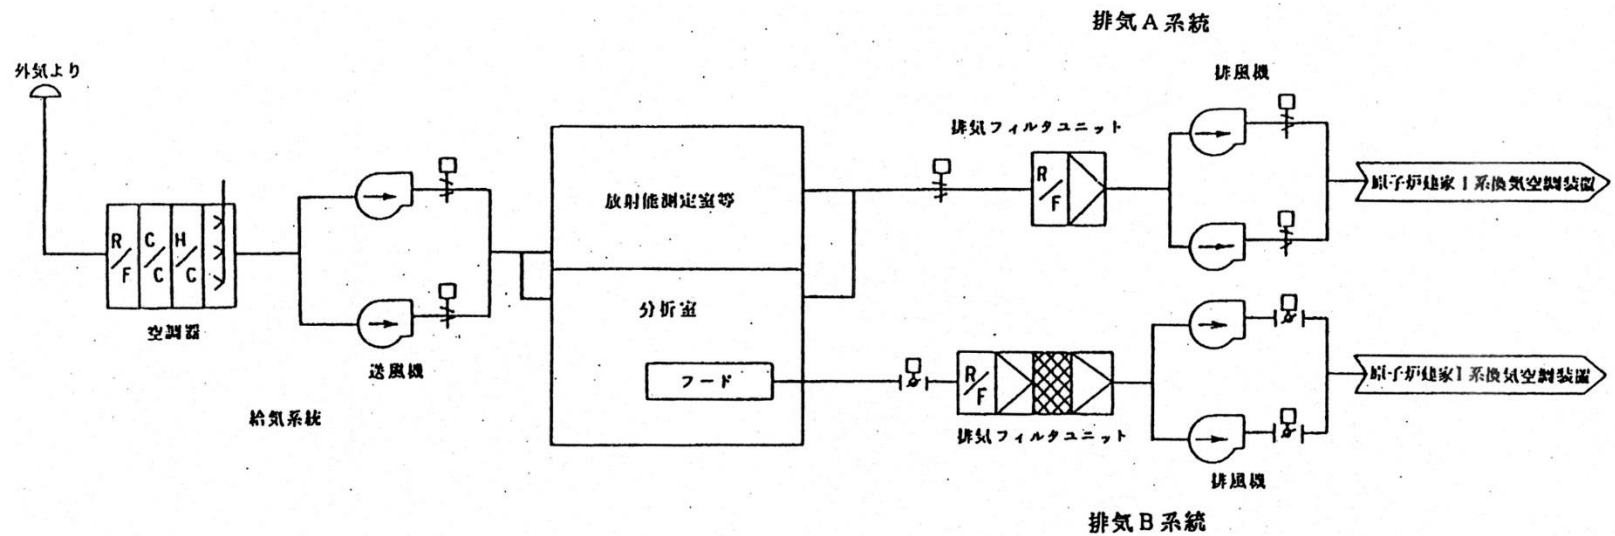 排気A系統
外気より
排風機
排気フィルタユニット
R/F
原子炉建家Ⅰ系換気空調装置
放射能測定室等
R/F
C/C
H/C
空調器
送風機
分析室
フード
給気系統
R/F
排気フィルタユニット
原子炉建家Ⅰ系換気空調装置
排風機
排気B系統